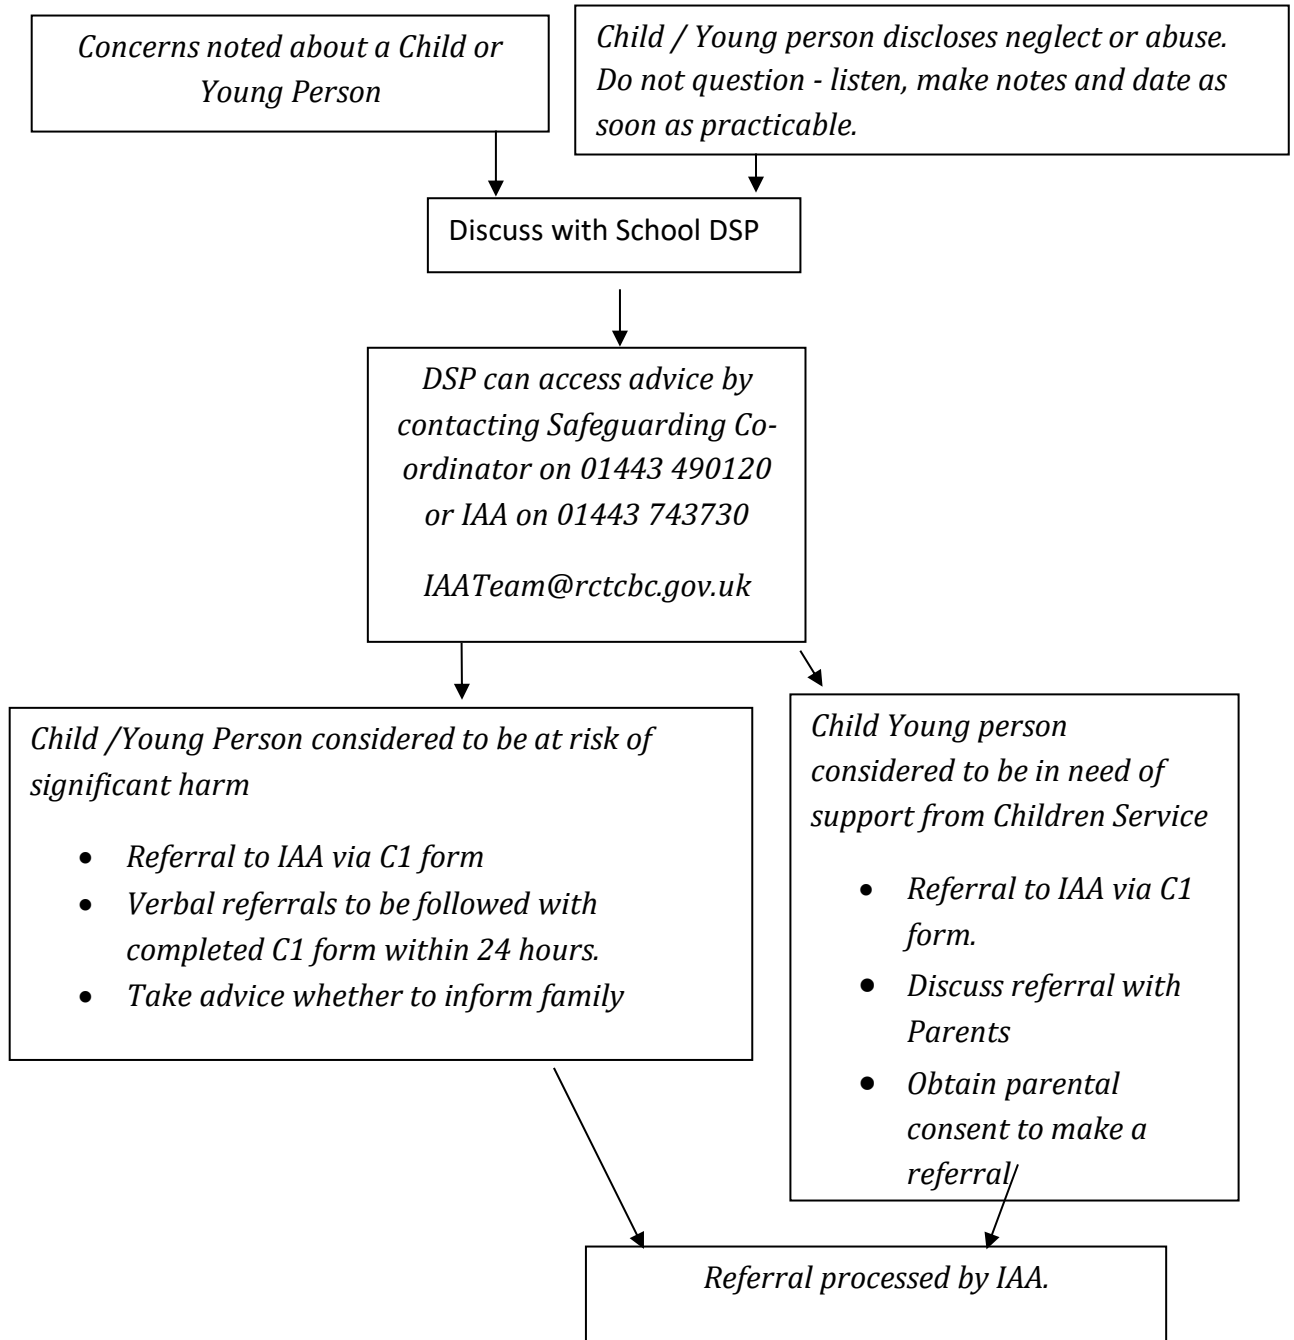 Concerns noted about a Child or
Young Person
Child / Young person discloses neglect or abuse.
Do not question - listen, make notes and date as
soon as practicable.
Discuss with School DSP
DSP can access advice by
contacting Safeguarding Co-
ordinator on 01443 490120
or IAA on 01443 743730
IAATeam@rctcbc.gov.uk
Child /Young Person considered to be at risk of
significant harm
• Referral to IAA via C1 form
• Verbal referrals to be followed with
completed C1 form within 24 hours.
• Take advice whether to inform family
Child Young person
considered to be in need of
support from Children Service
• Referral to IAA via C1
form.
• Discuss referral with
Parents
• Obtain parental
consent to make a
referral
Referral processed by IAA.